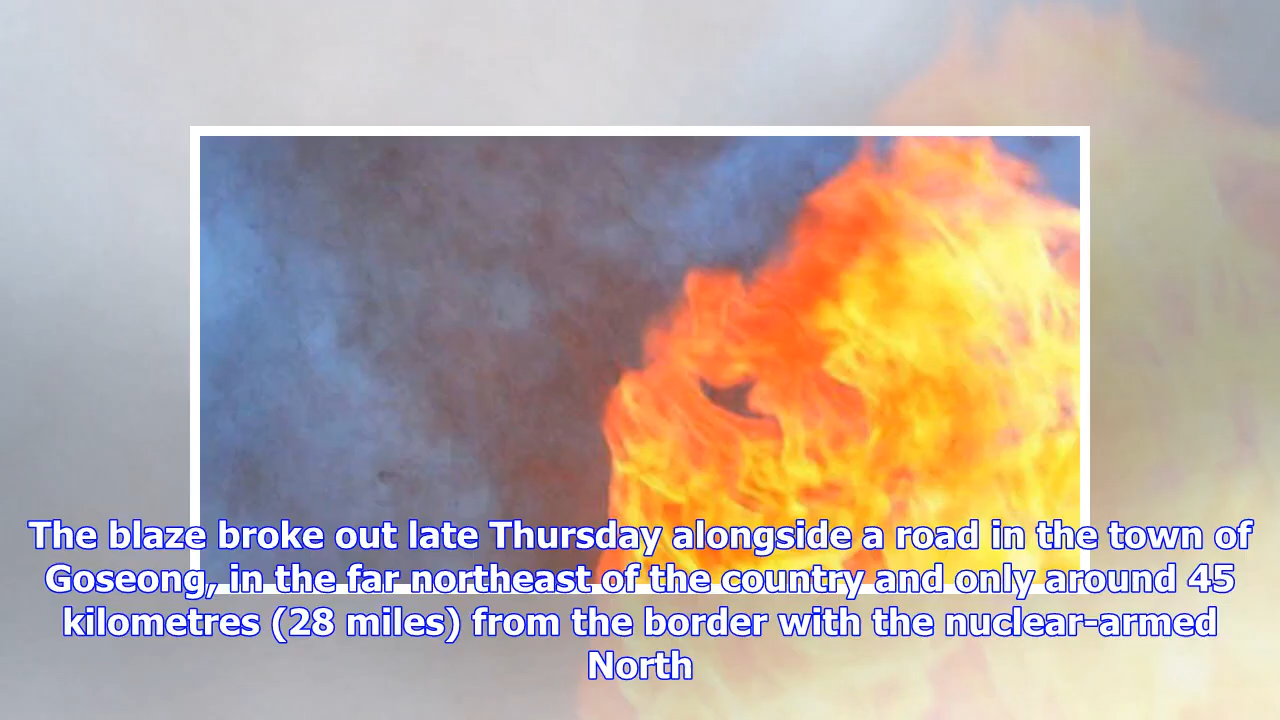 The blaze broke out late Thursday alongside a road in the town of
Goseong, in the far northeast of the country and only around 45
kilometres (28 miles) from the border with the nuclear-armed
North